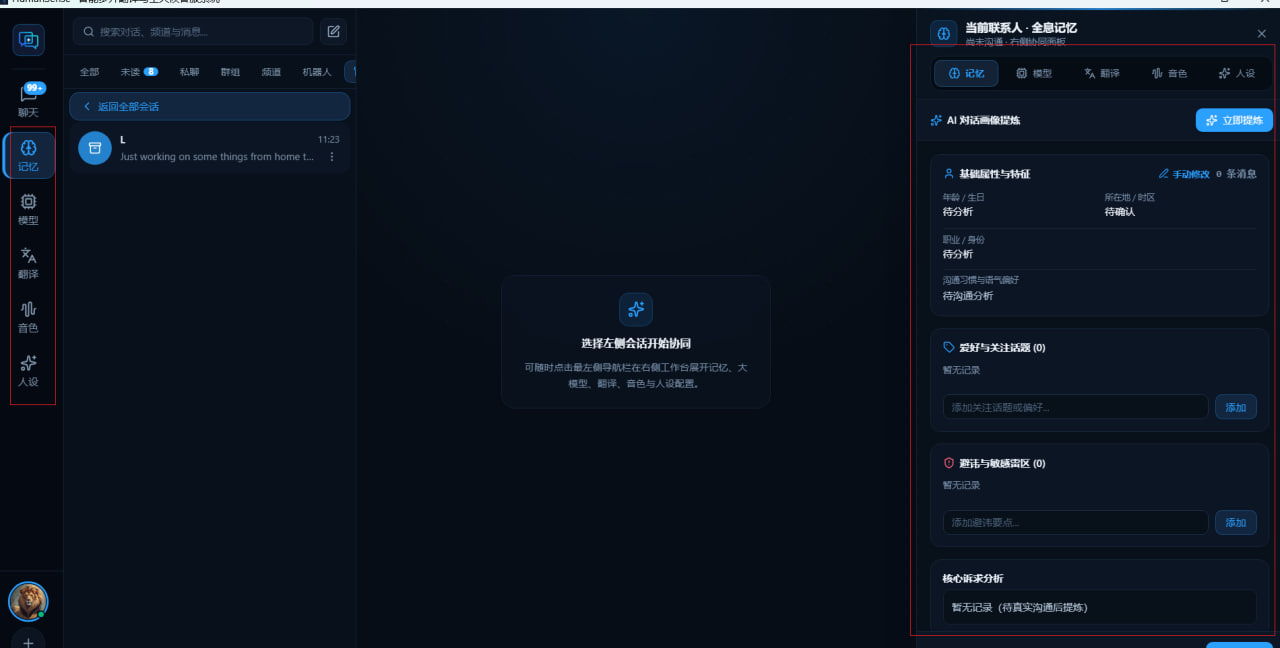 搜索对话、频道与消息...
99+
聊天
记忆
模型
翻译
音色
人设
全部
未读 8
私聊
群组
频道
机器人
返回全部会话
L
11:23
Just working on some things from home t...
选择左侧会话开始协同
可随时点击最左侧导航栏在右侧工作台展开记忆、大
模型、翻译、音色与人设配置。
当前联系人 · 全息记忆
尚未沟通 · 右侧协同面板
记忆
模型
翻译
音色
人设
AI 对话画像提炼
立即提炼
基础属性与特征
手动修改
0 条消息
年龄 / 生日
所在地 / 时区
待分析
待确认
职业 / 身份
待分析
沟通习惯与语气偏好
待沟通分析
爱好与关注话题 (0)
暂无记录
添加关注话题或偏好...
添加
避讳与敏感雷区 (0)
暂无记录
添加避讳要点...
添加
核心诉求分析
暂无记录（待真实沟通后提炼）